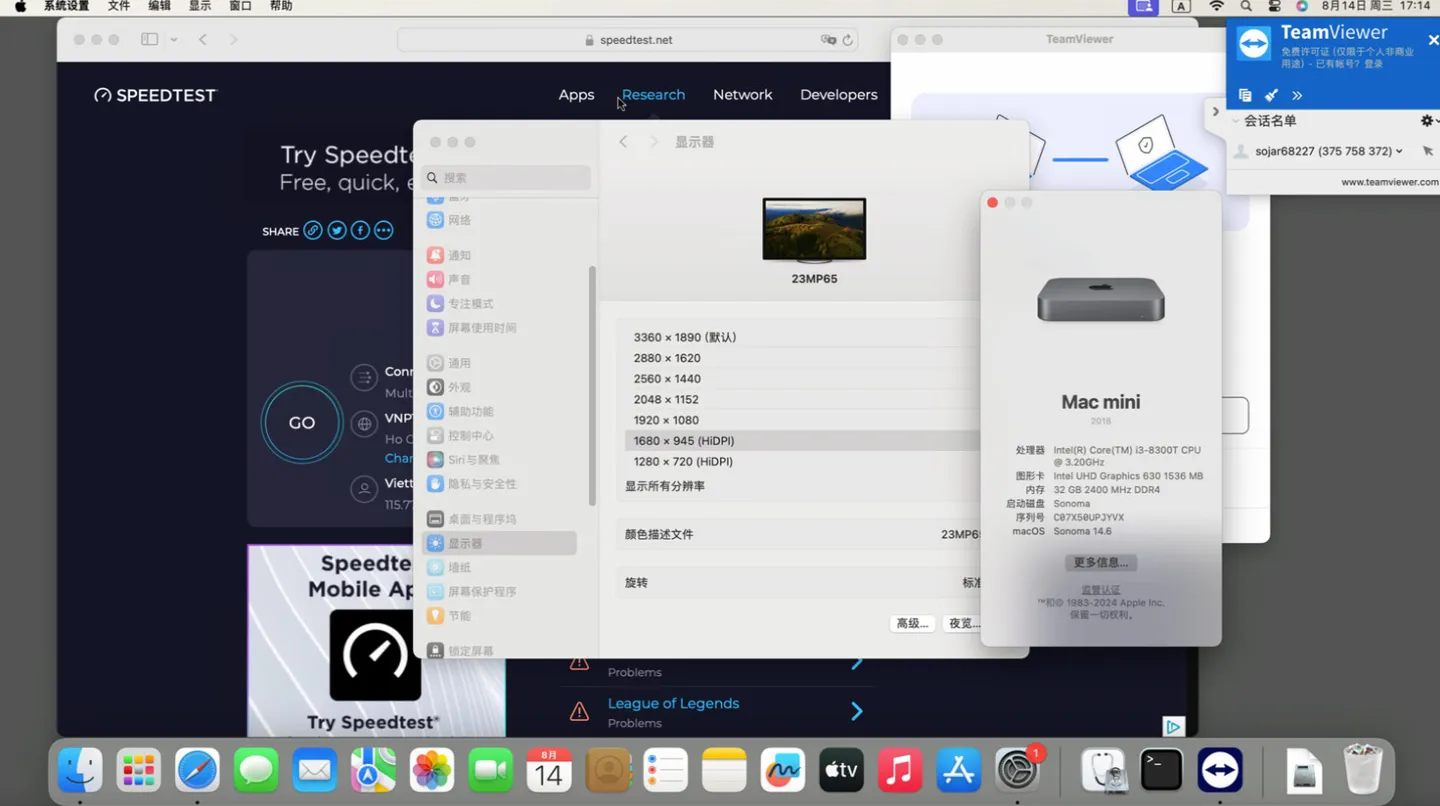 系统设置 文件 编辑 显示 窗口 帮助
A
8月14日 周三 17:14
speedtest.net
SPEEDTEST
Apps Research Network Developers
Try Speedte
Free, quick, e
SHARE
GO
Conn
Mult
VNP
Ho C
Char
Viett
115.7
Speedte
Mobile Ap
Try Speedtest®
Problems
League of Legends
Problems
搜索
蓝牙
网络
通知
声音
专注模式
屏幕使用时间
通用
外观
辅助功能
控制中心
Siri与聚焦
隐私与安全性
桌面与程序坞
显示器
墙纸
屏幕保护程序
节能
锁定屏幕
显示器
23MP65
3360 × 1890 (默认)
2880 × 1620
2560 × 1440
2048 × 1152
1920 × 1080
1680 × 945 (HiDPI)
1280 × 720 (HiDPI)
显示所有分辨率
颜色描述文件 23MP6
旋转 标准
高级... 夜览...
TeamViewer
TeamViewer
免费许可证 (仅限于个人非商业
用途) - 已有帐号？登录
会话名单
sojar68227 (375 758 372)
www.teamviewer.com
Mac mini
2018
处理器 Intel(R) Core(TM) i3-8300T CPU
@ 3.20GHz
图形卡 Intel UHD Graphics 630 1536 MB
内存 32 GB 2400 MHz DDR4
启动磁盘 Sonoma
序列号 C07X50UPJYVX
macOS Sonoma 14.6
更多信息...
监管认证
™和© 1983-2024 Apple Inc.
保留一切权利。
8月
14
tv
1